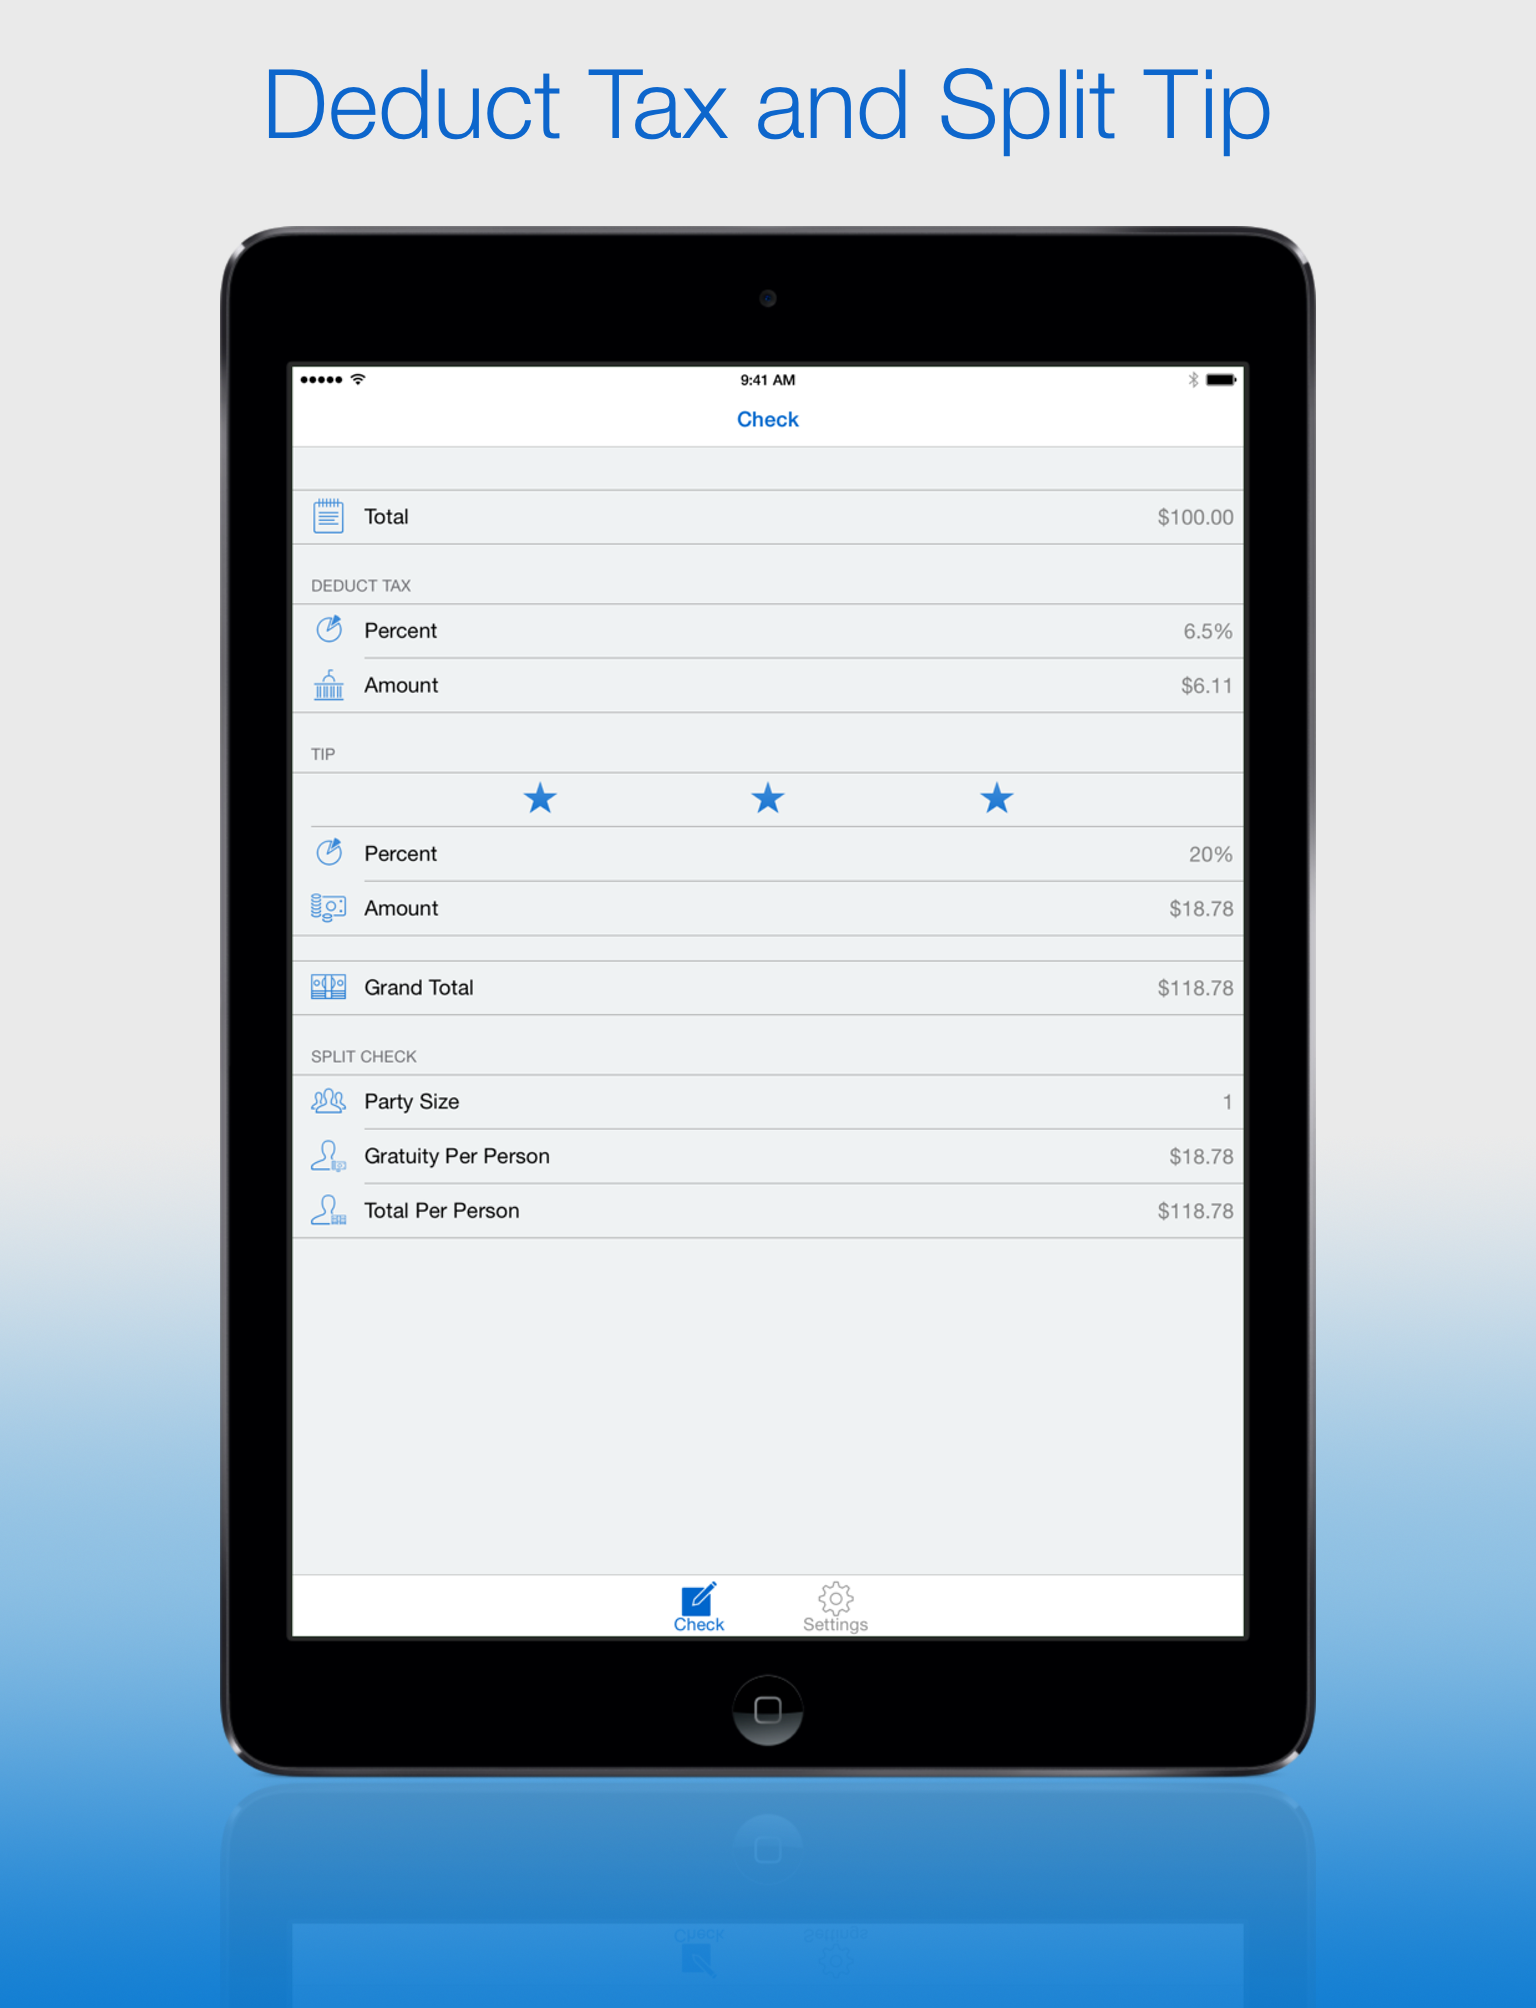 Deduct Tax and Split Tip
9:41 AM
Check
Total $100.00
DEDUCT TAX
Percent 6.5%
Amount $6.11
TIP
Percent 20%
Amount $18.78
Grand Total $118.78
SPLIT CHECK
Party Size 1
Gratuity Per Person $18.78
Total Per Person $118.78
Check Settings
Check Settings